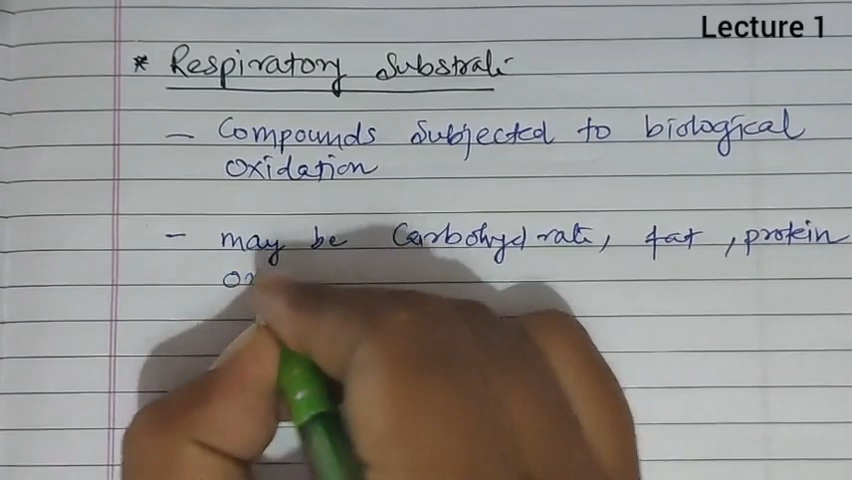 Lecture 1
* Respiratory Substrate
- Compounds subjected to biological
oxidation
- may be Carbohydrate, fat, protein